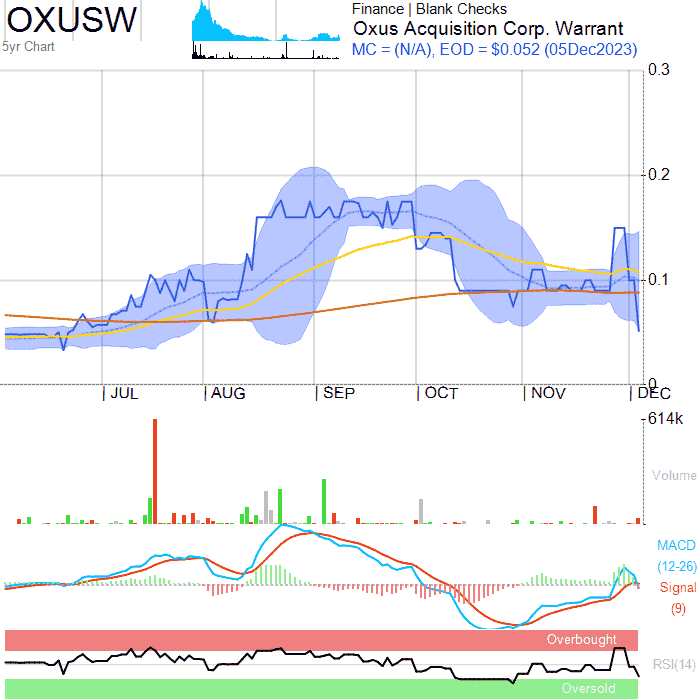 OXUSW
5yr Chart
Finance | Blank Checks
Oxus Acquisition Corp. Warrant
MC = (N/A), EOD = $0.052 (05Dec2023)
0.3
0.2
0.1
0
JUL AUG SEP OCT NOV DEC
614k
Volume
MACD
(12-26)
Signal
(9)
Overbought
RSI(14)
Oversold